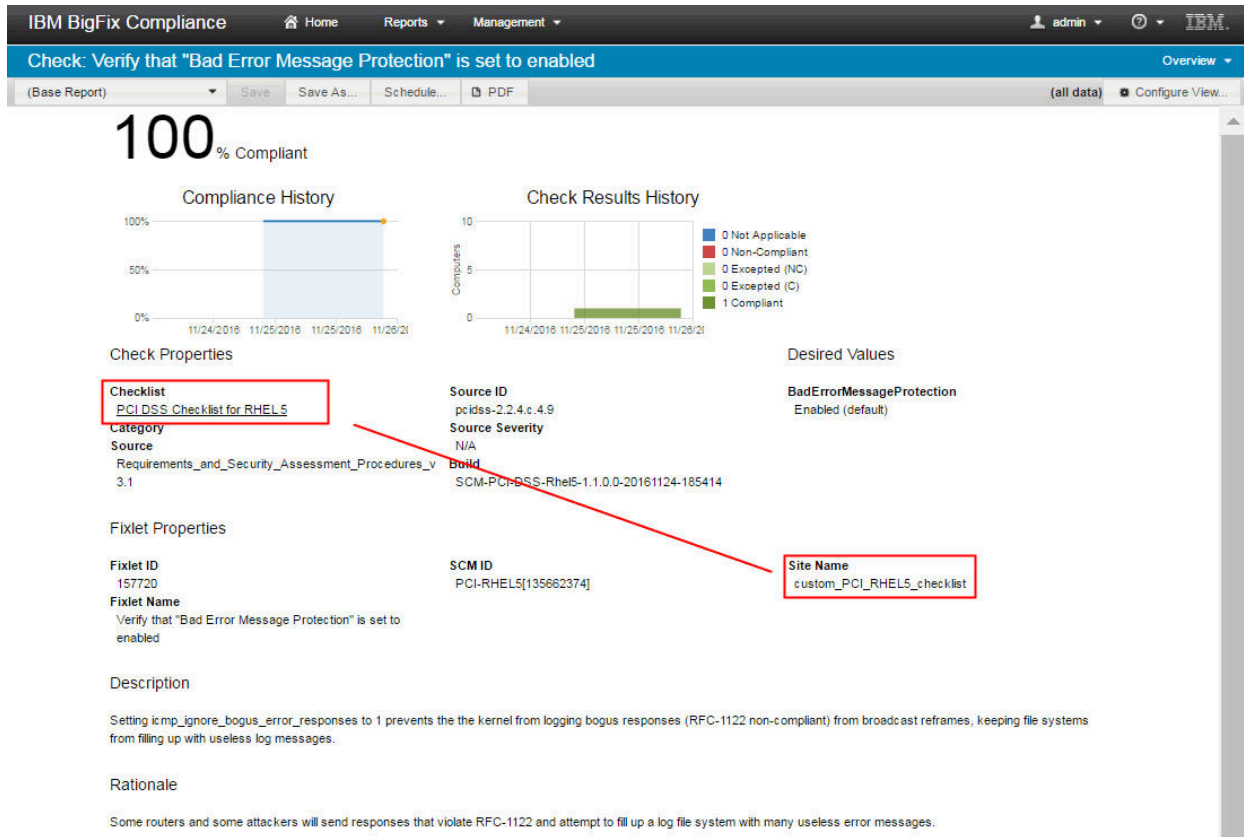 IBM BigFix Compliance Home Reports Management admin IBM.
Check: Verify that "Bad Error Message Protection" is set to enabled Overview
(Base Report) Save Save As... Schedule... PDF (all data) Configure View...
100% Compliant
Compliance History
100%
50%
0%
11/24/2016 11/25/2016 11/25/2016 11/26/20
Check Results History
10
Computers
5
0
11/24/2016 11/25/2016 11/25/2016 11/26/20
0 Not Applicable
0 Non-Compliant
0 Excepted (NC)
0 Excepted (C)
1 Compliant
Check Properties
Checklist
PCI DSS Checklist for RHEL 5
Category
Source
Requirements_and_Security_Assessment_Procedures_v
3.1
Source ID
pcidss-2.2.4.c.4.9
Source Severity
N/A
Build
SCM-PCI-DSS-Rhel5-1.1.0.0-20161124-185414
Desired Values
BadErrorMessageProtection
Enabled (default)
Fixlet Properties
Fixlet ID
157720
Fixlet Name
Verify that "Bad Error Message Protection" is set to
enabled
SCM ID
PCI-RHEL5[135662374]
Site Name
custom_PCI_RHEL5_checklist
Description
Setting icmp_ignore_bogus_error_responses to 1 prevents the the kernel from logging bogus responses (RFC-1122 non-compliant) from broadcast reframes, keeping file systems
from filling up with useless log messages.
Rationale
Some routers and some attackers will send responses that violate RFC-1122 and attempt to fill up a log file system with many useless error messages.